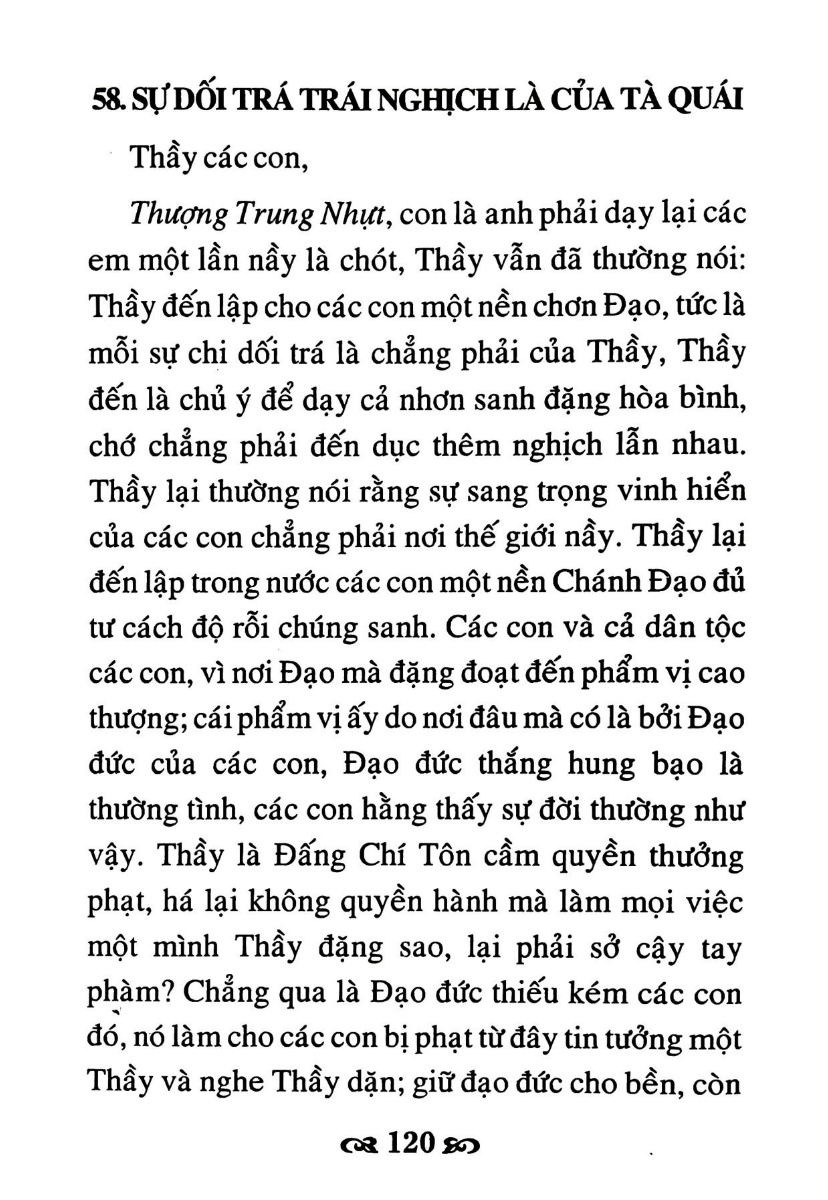 58. SỰ DỐI TRÁ TRÁI NGHỊCH LÀ CỦA TÀ QUÁI
Thầy các con,
Thượng Trung Nhựt, con là anh phải dạy lại các
em một lần nầy là chót, Thầy vẫn đã thường nói:
Thầy đến lập cho các con một nền chơn Đạo, tức là
mỗi sự chi dối trá là chẳng phải của Thầy, Thầy
đến là chủ ý để dạy cả nhơn sanh đặng hòa bình,
chớ chẳng phải đến dục thêm nghịch lẫn nhau.
Thầy lại thường nói rằng sự sang trọng vinh hiển
của các con chẳng phải nơi thế giới nầy. Thầy lại
đến lập trong nước các con một nền Chánh Đạo đủ
tư cách độ rỗi chúng sanh. Các con và cả dân tộc
các con, vì nơi Đạo mà đặng đoạt đến phẩm vị cao
thượng; cái phẩm vị ấy do nơi đâu mà có là bởi Đạo
đức của các con, Đạo đức thắng hung bạo là
thường tình, các con hằng thấy sự đời thường như
vậy. Thầy là Đấng Chí Tôn cầm quyền thưởng
phạt, há lại không quyền hành mà làm mọi việc
một mình Thầy đặng sao, lại phải sở cậy tay
phàm? Chẳng qua là Đạo đức thiếu kém các con
đó, nó làm cho các con bị phạt từ đây tin tưởng một
Thầy và nghe Thầy dặn; giữ đạo đức cho bền, còn
120